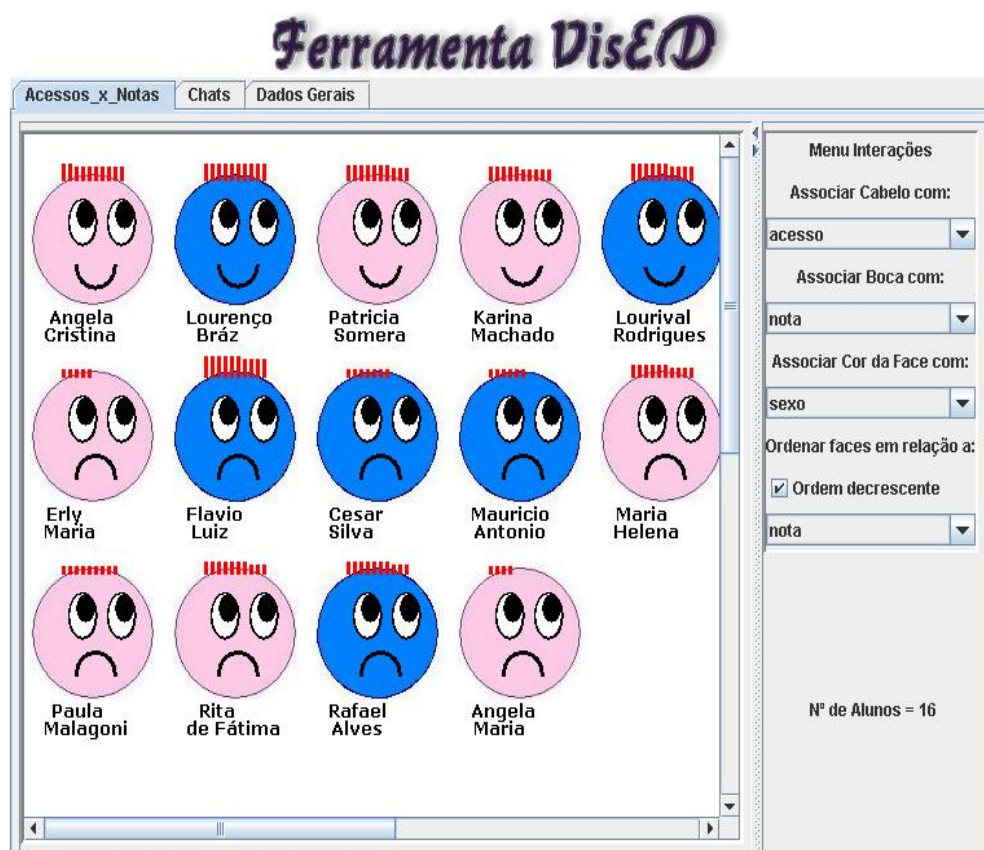 Ferramenta VisED
Acessos_x_Notas
Chats
Dados Gerais
Angela
Cristina
Lourenço
Bráz
Patricia
Somera
Karina
Machado
Lourival
Rodrigues
Erly
Maria
Flavio
Luiz
Cesar
Silva
Mauricio
Antonio
Maria
Helena
Paula
Malagoni
Rita
de Fátima
Rafael
Alves
Angela
Maria
Menu Interações
Associar Cabelo com:
acesso
Associar Boca com:
nota
Associar Cor da Face com:
sexo
Ordenar faces em relação a:
Ordem decrescente
nota
Nº de Alunos = 16